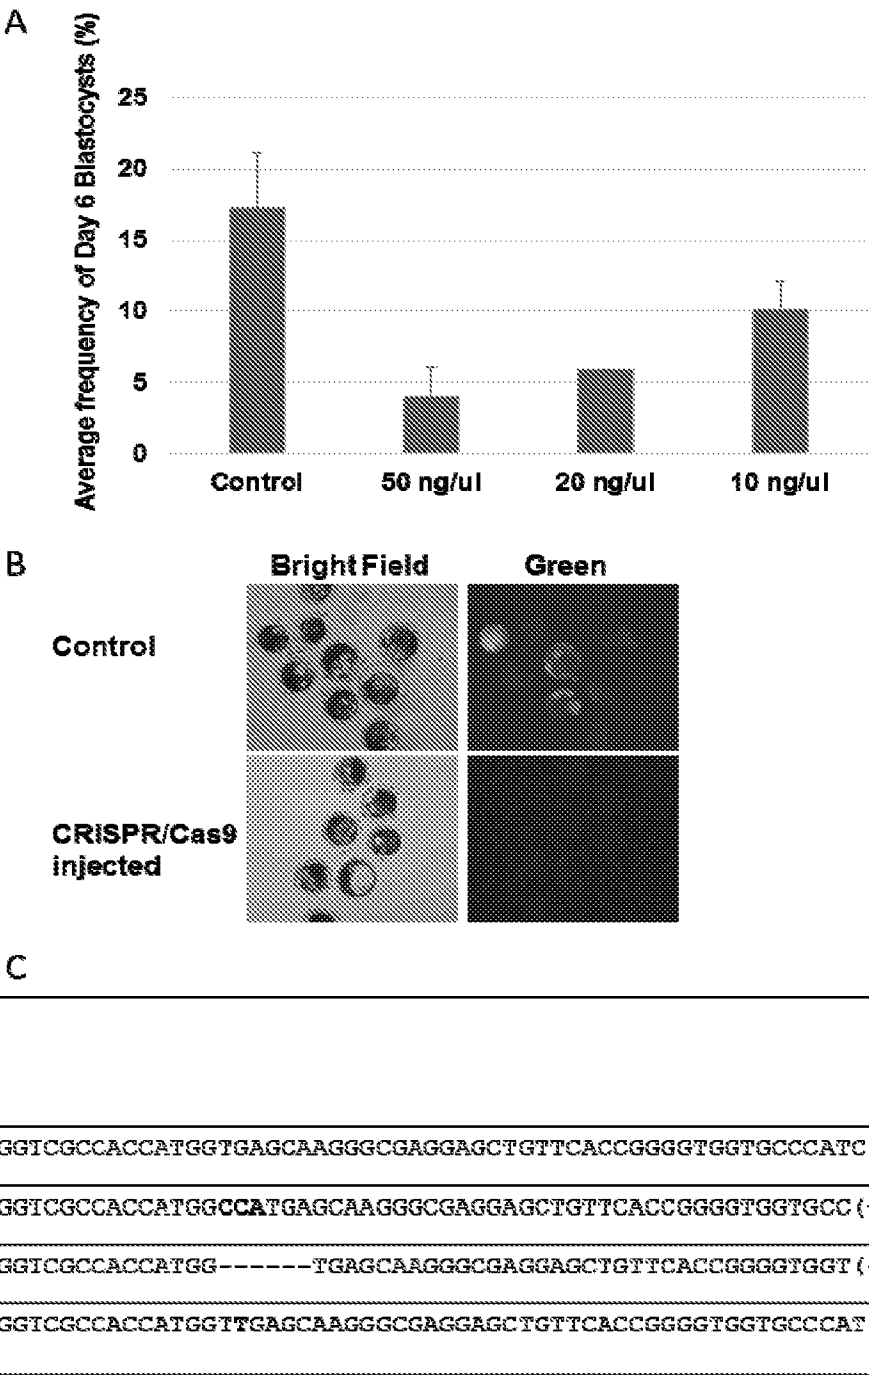 A
Average frequency of Day 6 Blastocysts (%)
25
20
15
10
5
0
Control 50 ng/ul 20 ng/ul 10 ng/ul
B
Bright Field Green
Control
CRISPR/Cas9
injected
C
GGTCGCCACCATGGTGAGCAAGGGCGAGGAGCTGTTCACCGGGGTGGTGCCCATC
GGTCGCCACCATGGCCATGAGCAAGGGCGAGGAGCTGTTCACCGGGGTGGTGCC(-
GGTCGCCACCATGG------TGAGCAAGGGCGAGGAGCTGTTCACCGGGGTGGT(-
GGTCGCCACCATGGTTGAGCAAGGGCGAGGAGCTGTTCACCGGGGTGGTGCCCAT